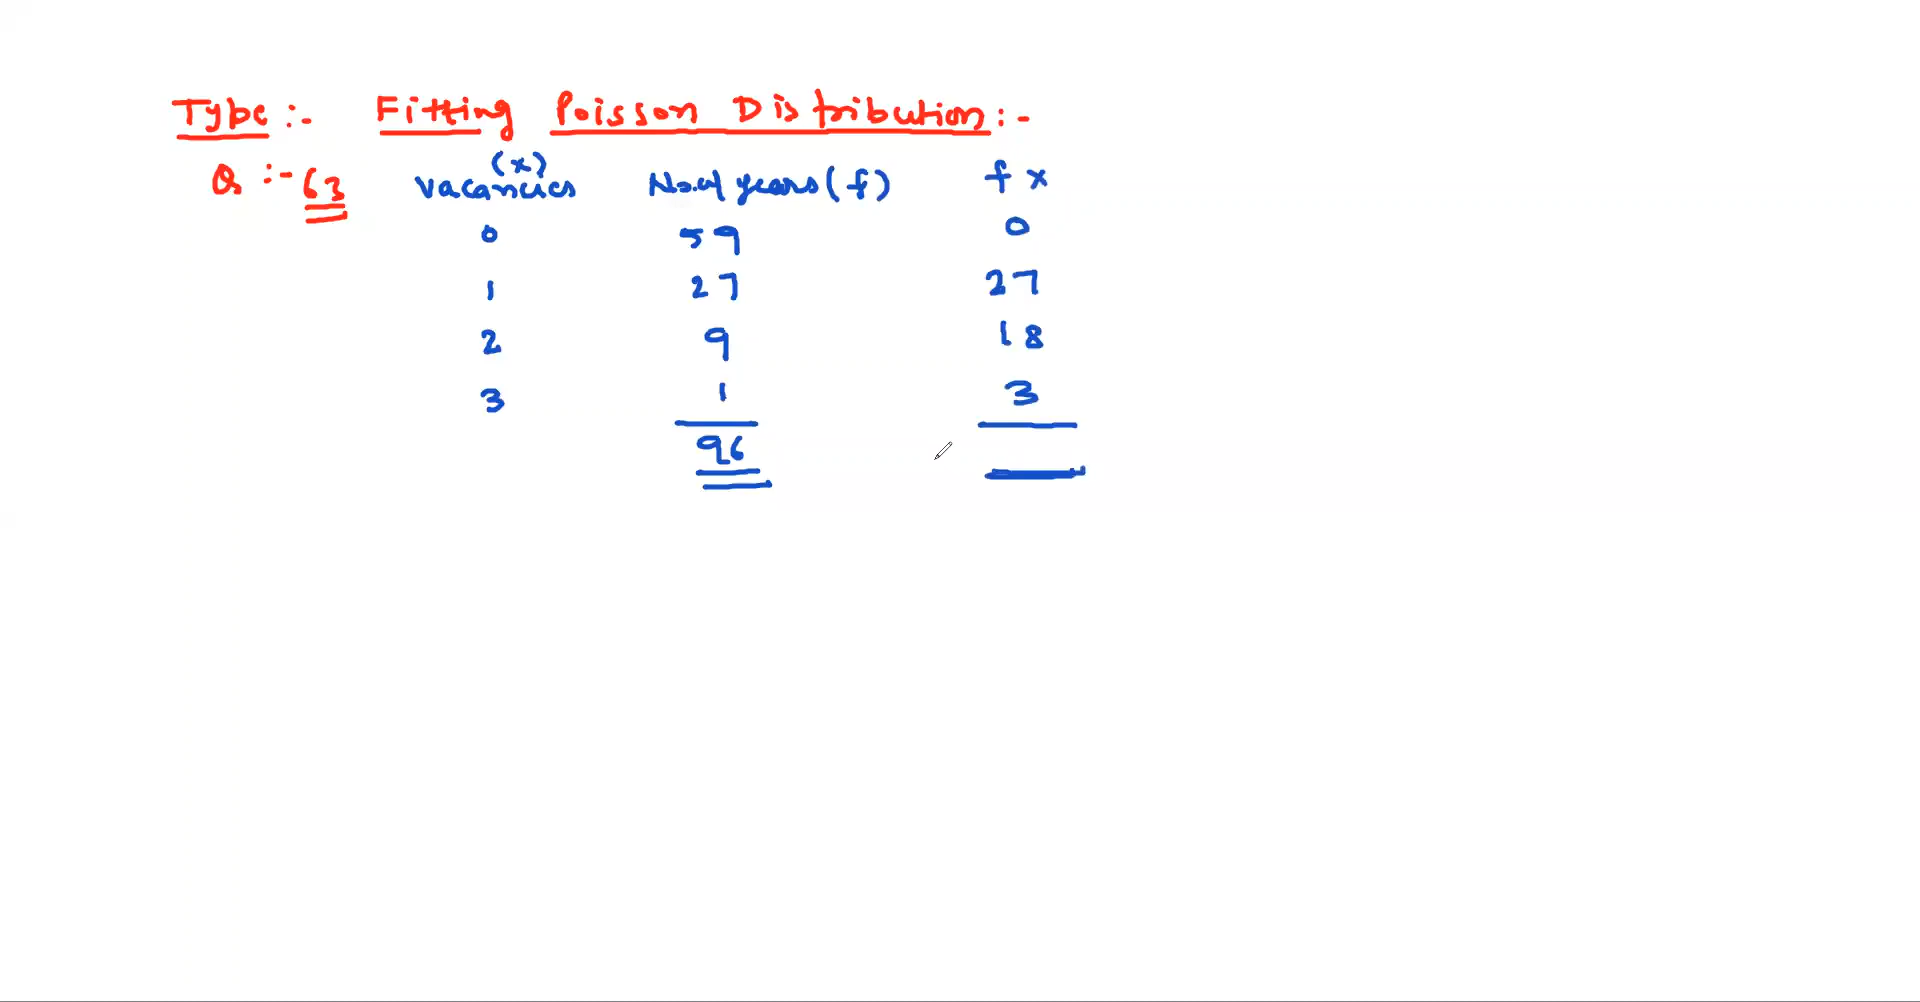 Type :- Fitting Poisson Distribution :-
Q :- 63 vacancies (x) No. of years (f) f x
0 59 0
1 27 27
2 9 18
3 1 3
96